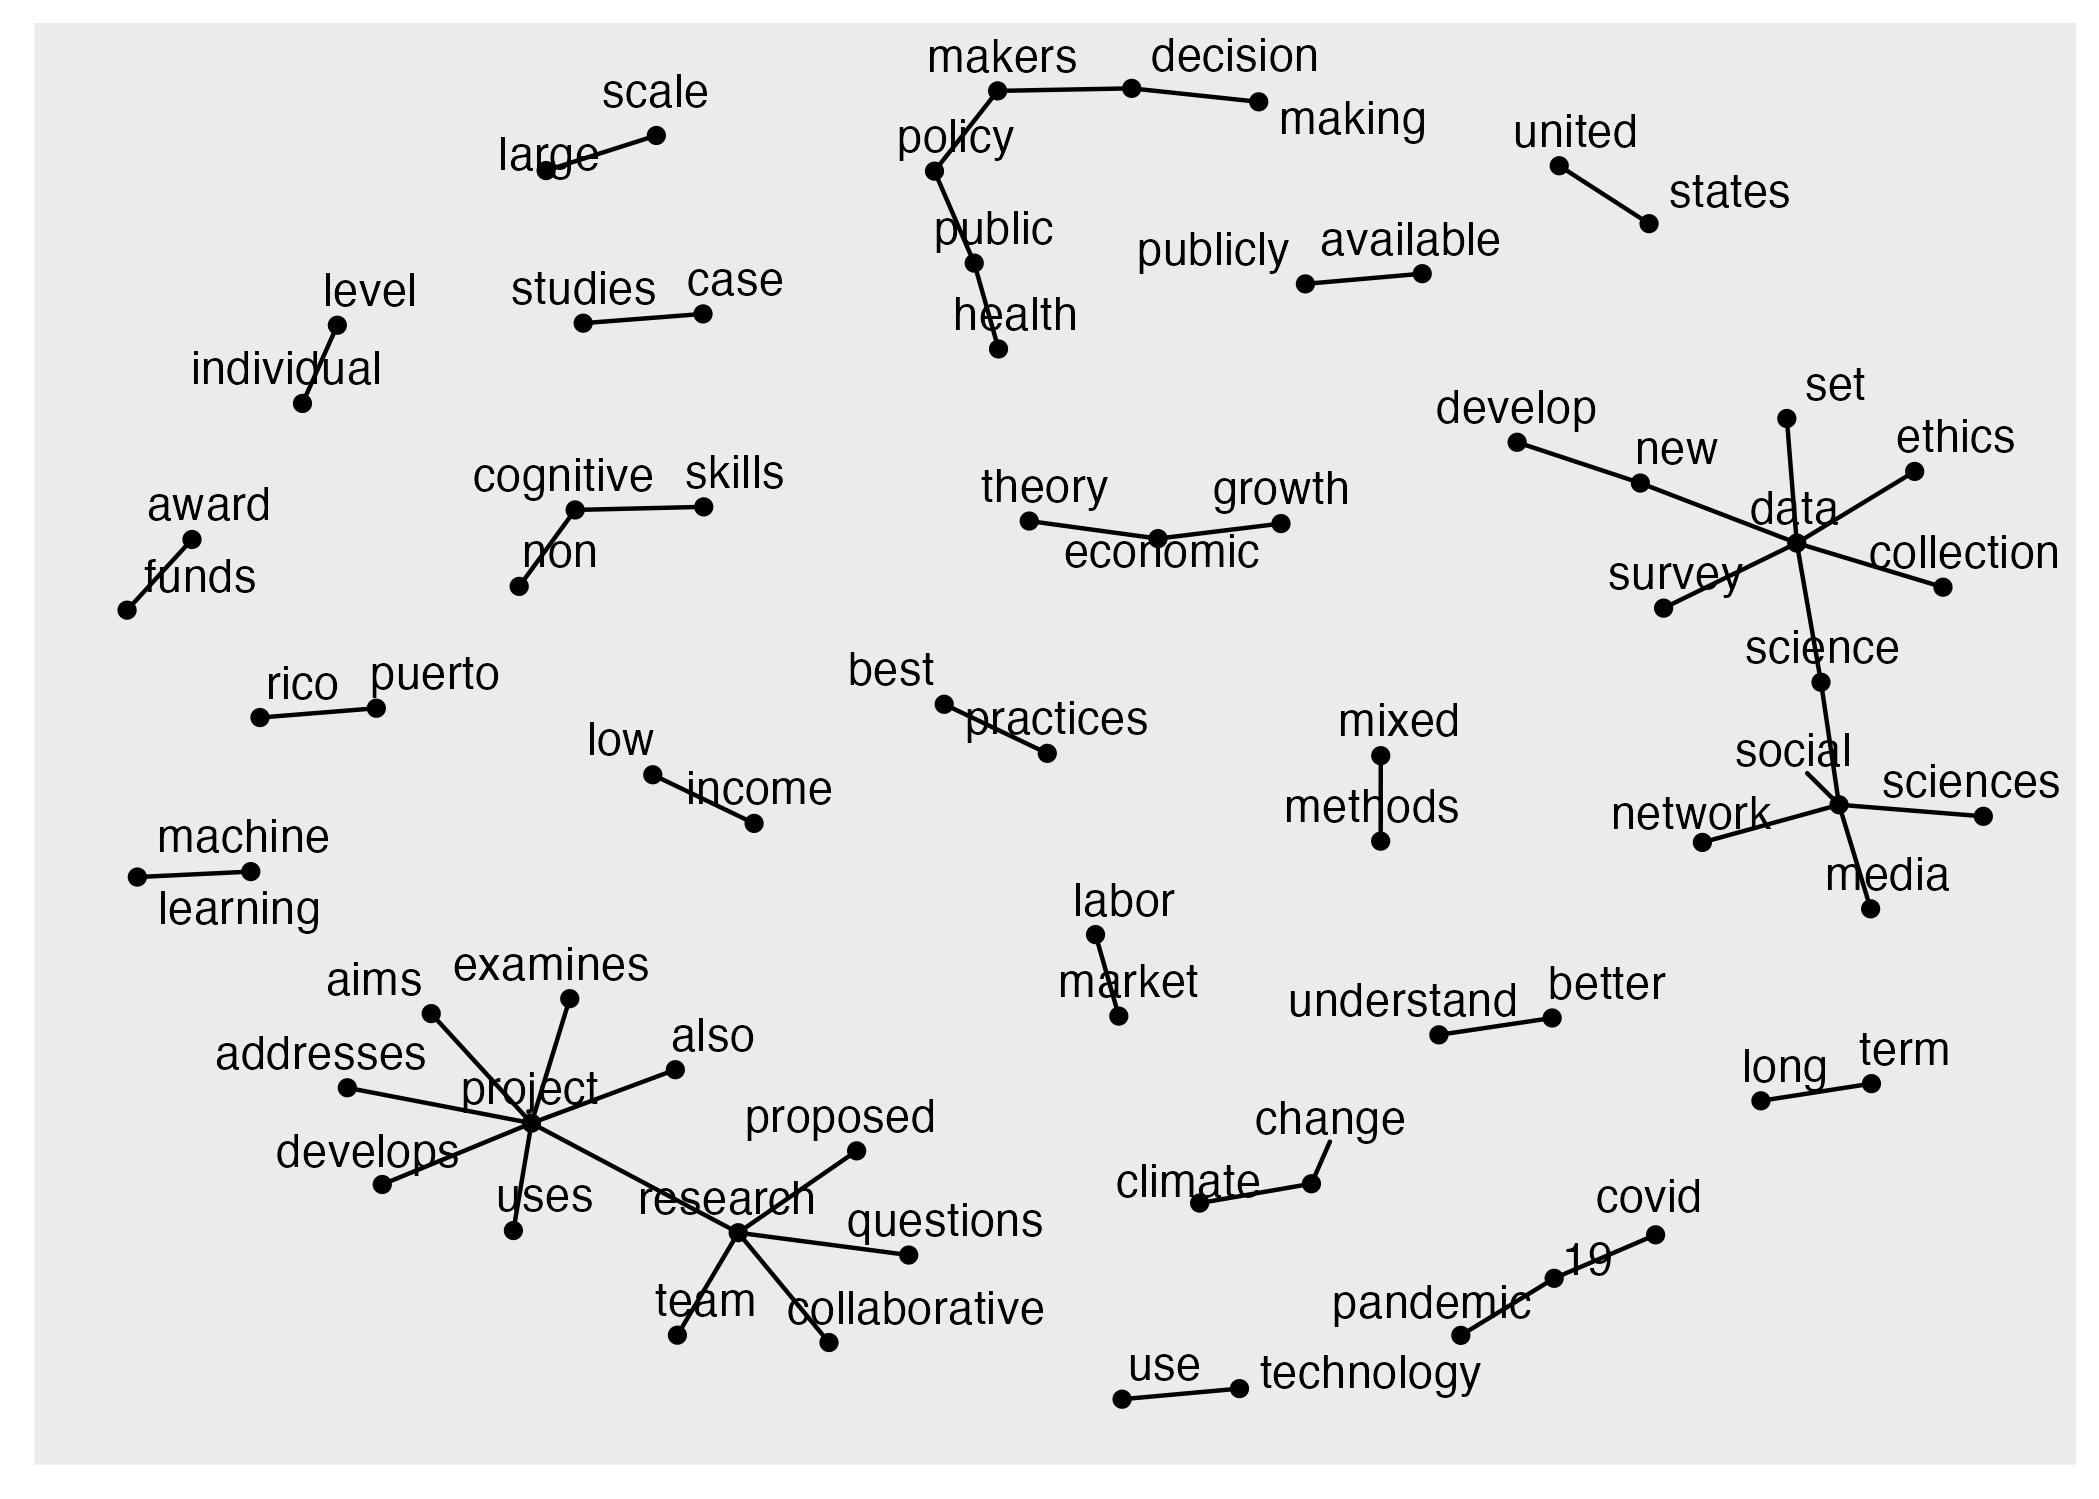 makers
decision
scale
making
policy
large
united
states
public
publicly
available
level
studies
case
health
individual
set
develop
ethics
new
cognitive
skills
theory
growth
award
data
non
economic
collection
funds
survey
science
rico
puerto
best
practices
mixed
low
social
income
sciences
methods
network
machine
media
learning
labor
examines
aims
market
better
understand
also
addresses
term
long
project
proposed
change
develops
climate
uses
research
covid
questions
19
team
collaborative
pandemic
use
technology